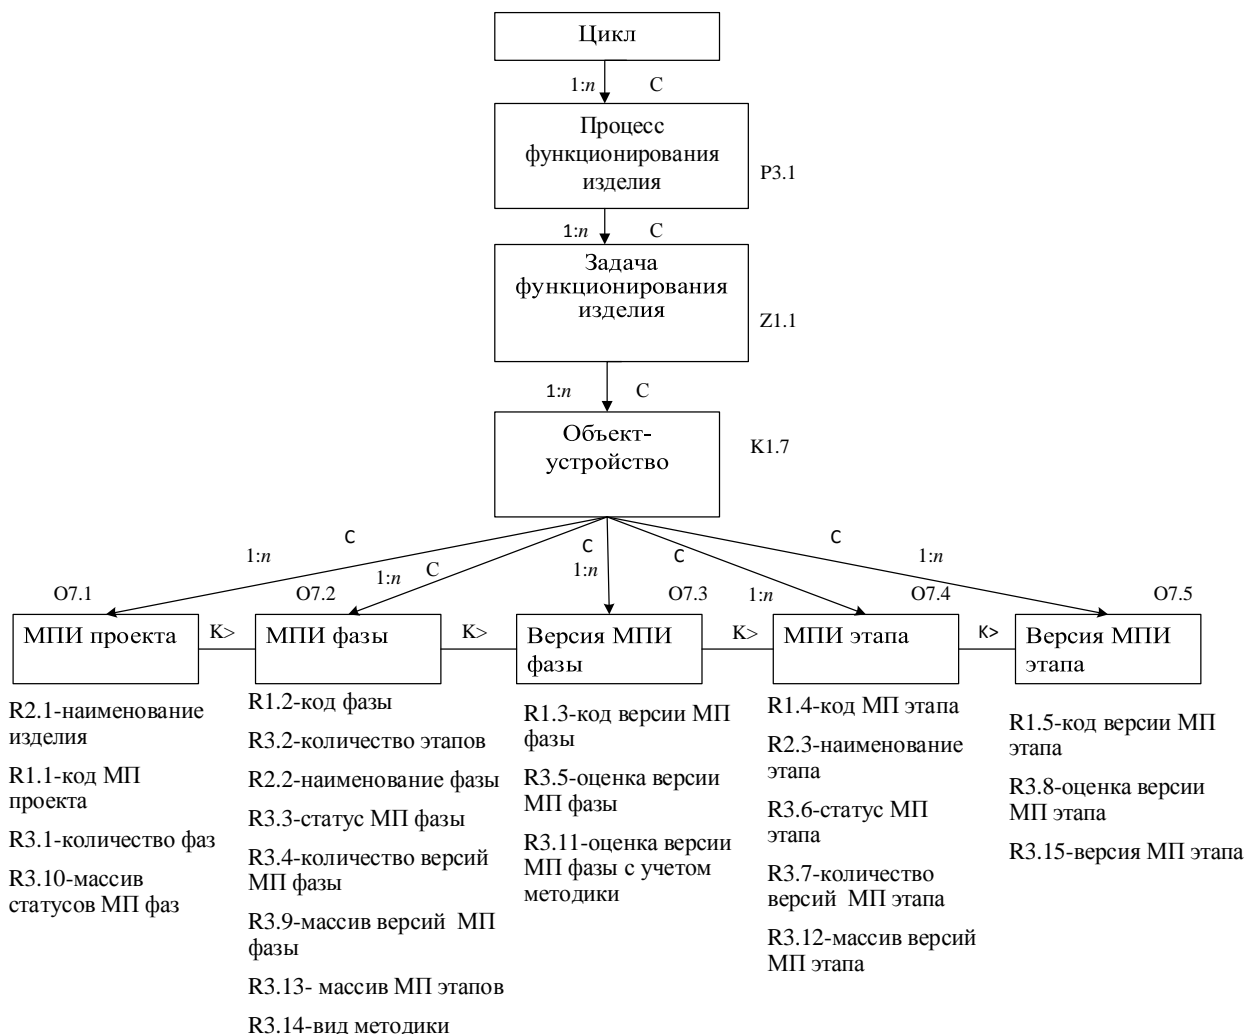 Цикл
1:n C
Процесс
функционирования
изделия
P3.1
1:n C
Задача
функционирования
изделия
Z1.1
1:n C
Объект-
устройство
K1.7
1:n C
1:n C
C
1:n
C
1:n
C
1:n
O7.1
O7.2
O7.3
O7.4
O7.5
МПИ проекта
K>
МПИ фазы
K>
Версия МПИ
фазы
K>
МПИ этапа
K>
Версия МПИ
этапа
R2.1-наименование
изделия
R1.1-код МП
проекта
R3.1-количество фаз
R3.10-массив
статусов МП фаз
R1.2-код фазы
R3.2-количество этапов
R2.2-наименование фазы
R3.3-статус МП фазы
R3.4-количество версий
МП фазы
R3.9-массив версий МП
фазы
R3.13- массив МП этапов
R3.14-вид методики
R1.3-код версии МП
фазы
R3.5-оценка версии
МП фазы
R3.11-оценка версии
МП фазы с учетом
методики
R1.4-код МП этапа
R2.3-наименование
этапа
R3.6-статус МП
этапа
R3.7-количество
версий МП этапа
R3.12-массив версий
МП этапа
R1.5-код версии МП
этапа
R3.8-оценка версии
МП этапа
R3.15-версия МП этапа